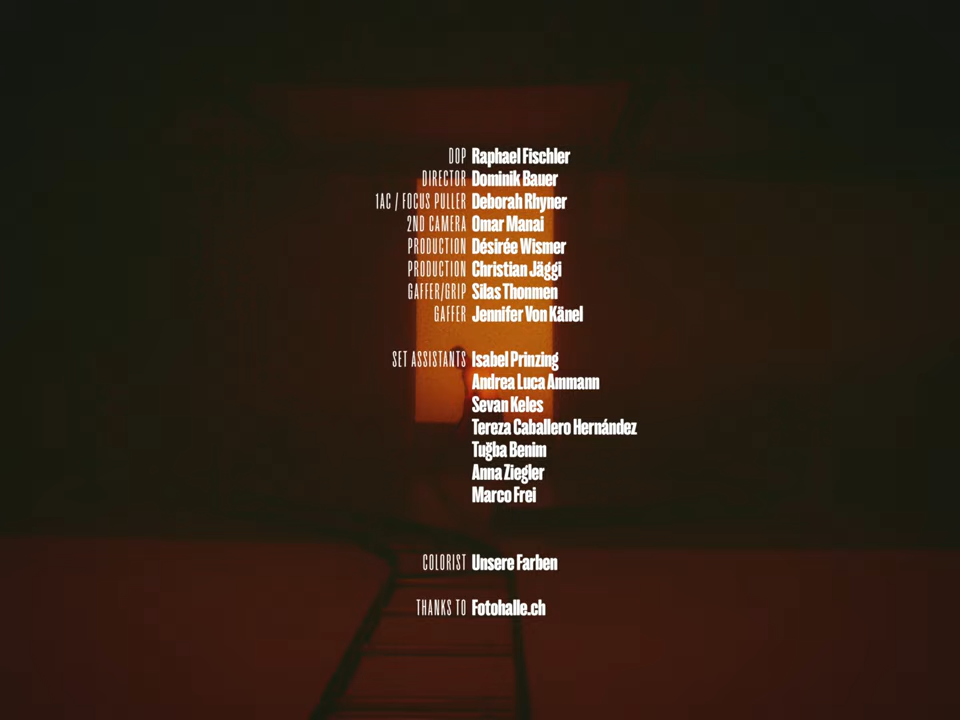 DOP Raphael Fischler
DIRECTOR Dominik Bauer
1AC / FOCUS PULLER Deborah Rhyner
2ND CAMERA Omar Manai
PRODUCTION Désirée Wismer
PRODUCTION Christian Jäggi
GAFFER/GRIP Silas Thonmen
GAFFER Jennifer Von Känel
SET ASSISTANTS Isabel Prinzing
Andrea Luca Ammann
Sevan Keles
Tereza Caballero Hernández
Tuğba Benim
Anna Ziegler
Marco Frei
COLORIST Unsere Farben
THANKS TO Fotohalle.ch